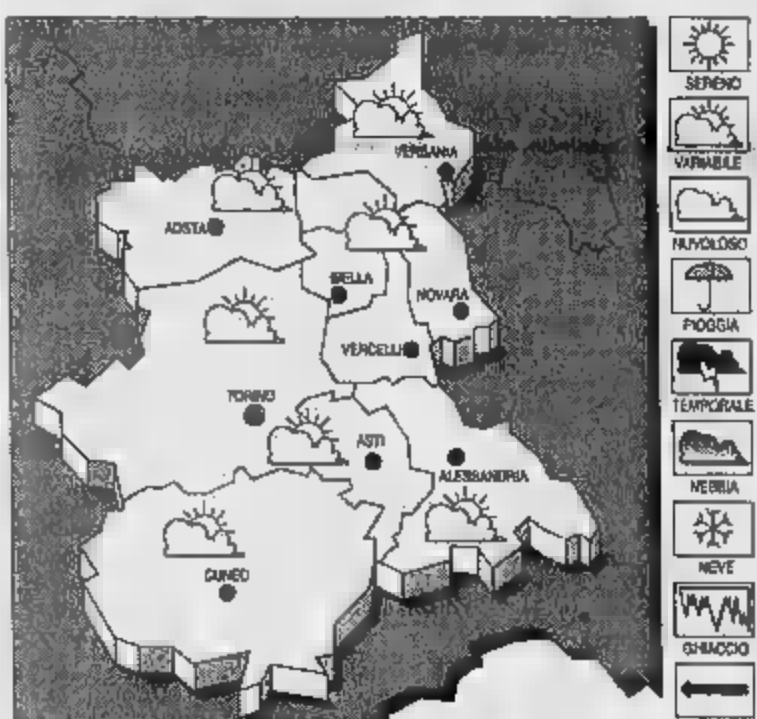 VERBANIA
AOSTA
BIELLA
NOVARA
VERCELLI
TORINO
ASTI
ALESSANDRIA
CUNEO
SERENO
VARIABILE
NUVOLOSO
PIOGGIA
TEMPORALE
NEBBIA
NEVE
GHIACCIO